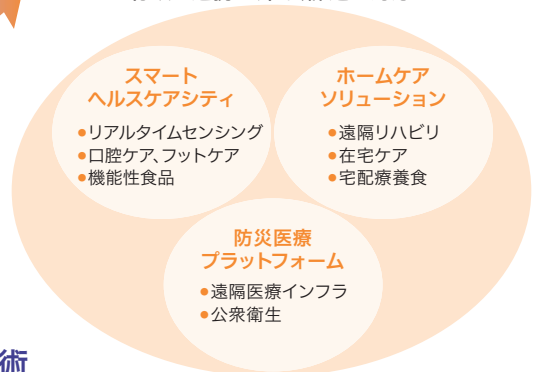 スマート
ヘルスケアシティ
●リアルタイムセンシング
●口腔ケア、フットケア
●機能性食品
ホームケア
ソリューション
●遠隔リハビリ
●在宅ケア
●宅配療養食
防災医療
プラットフォーム
●遠隔医療インフラ
●公衆衛生
術